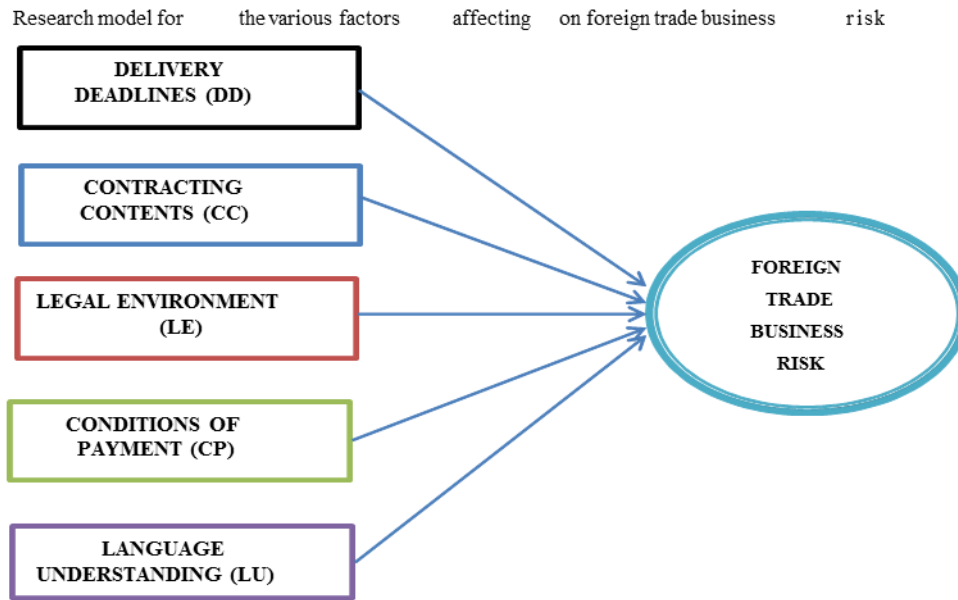 Research model for the various factors affecting on foreign trade business risk
DELIVERY
DEADLINES (DD)
CONTRACTING
CONTENTS (CC)
LEGAL ENVIRONMENT
(LE)
CONDITIONS OF
PAYMENT (CP)
LANGUAGE
UNDERSTANDING (LU)
FOREIGN
TRADE
BUSINESS
RISK